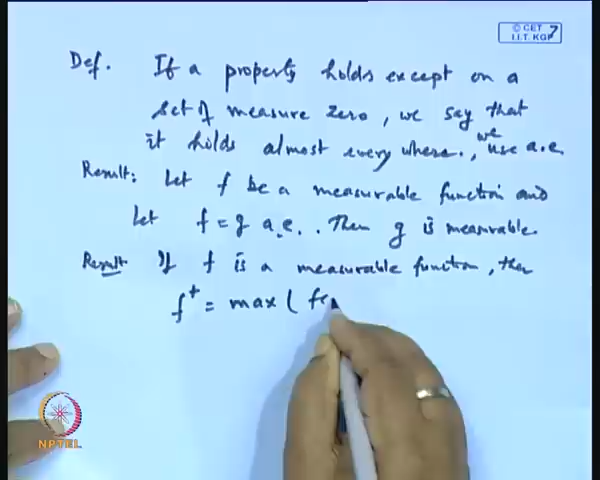 © CET
I.I.T. KGP 7
Def. If a property holds except on a
set of measure zero, we say that
it holds almost every where., we use a.e
Result: Let f be a measurable function and
Let f = g a.e.. Then g is measurable.
Result If f is a measurable function, then
f⁺ = max ( f
NPTEL